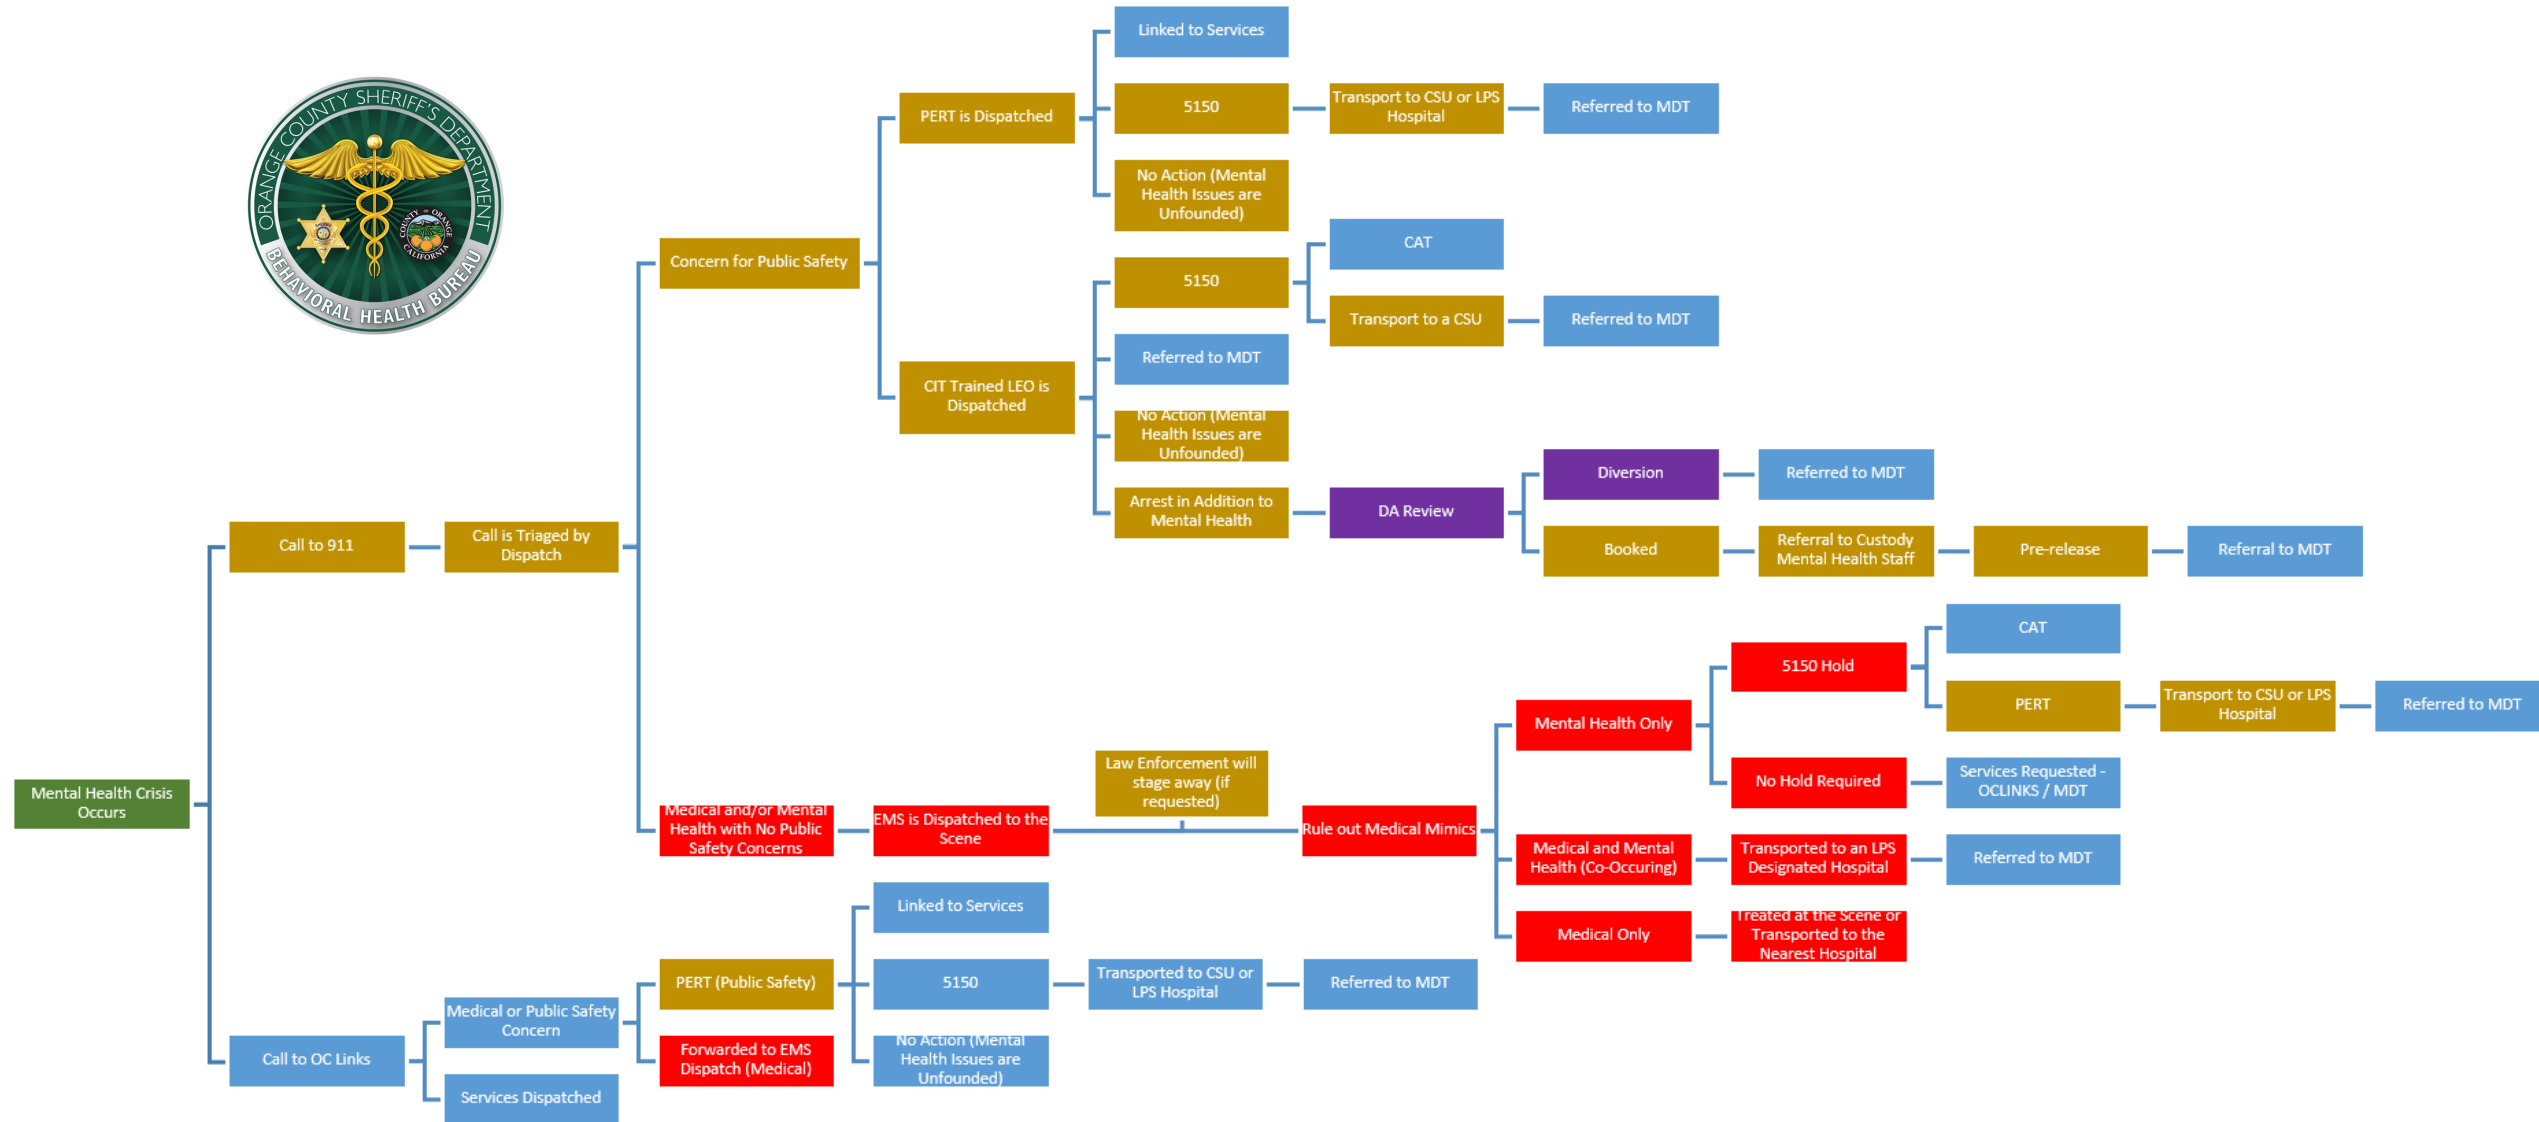 ORANGE COUNTY SHERIFF'S DEPARTMENT
BEHAVIORAL HEALTH BUREAU
COUNTY OF ORANGE
CALIFORNIA
Mental Health Crisis
Occurs
Call to 911
Call is Triaged by
Dispatch
Concern for Public Safety
PERT is Dispatched
Linked to Services
5150
Transport to CSU or LPS
Hospital
Referred to MDT
No Action (Mental
Health Issues are
Unfounded)
CIT Trained LEO is
Dispatched
5150
CAT
Transport to a CSU
Referred to MDT
Referred to MDT
No Action (Mental
Health Issues are
Unfounded)
Arrest in Addition to
Mental Health
DA Review
Diversion
Referred to MDT
Booked
Referral to Custody
Mental Health Staff
Pre-release
Referral to MDT
Medical and/or Mental
Health with No Public
Safety Concerns
EMS is Dispatched to the
Scene
Law Enforcement will
stage away (if
requested)
Rule out Medical Mimics
Mental Health Only
5150 Hold
CAT
PERT
Transport to CSU or LPS
Hospital
Referred to MDT
No Hold Required
Services Requested -
OCLINKS / MDT
Medical and Mental
Health (Co-Occuring)
Transported to an LPS
Designated Hospital
Referred to MDT
Medical Only
Treated at the Scene or
Transported to the
Nearest Hospital
Call to OC Links
Medical or Public Safety
Concern
PERT (Public Safety)
Linked to Services
5150
Transported to CSU or
LPS Hospital
Referred to MDT
No Action (Mental
Health Issues are
Unfounded)
Forwarded to EMS
Dispatch (Medical)
Services Dispatched